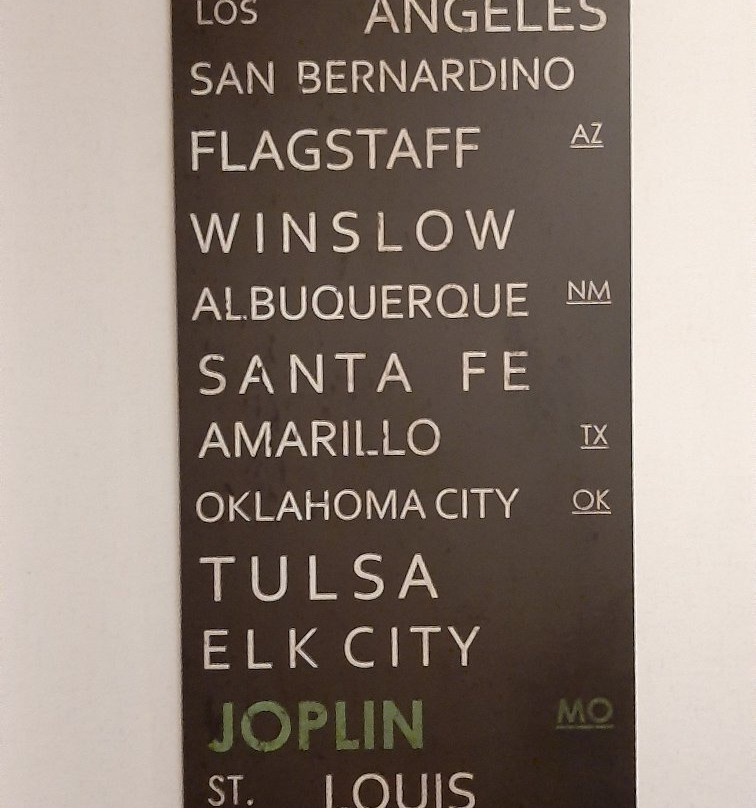 LOS ANGELES
SAN BERNARDINO
FLAGSTAFF AZ
WINSLOW
ALBUQUERQUE NM
SANTA FE
AMARILLO TX
OKLAHOMA CITY OK
TULSA
ELK CITY
JOPLIN MO
ST. LOUIS